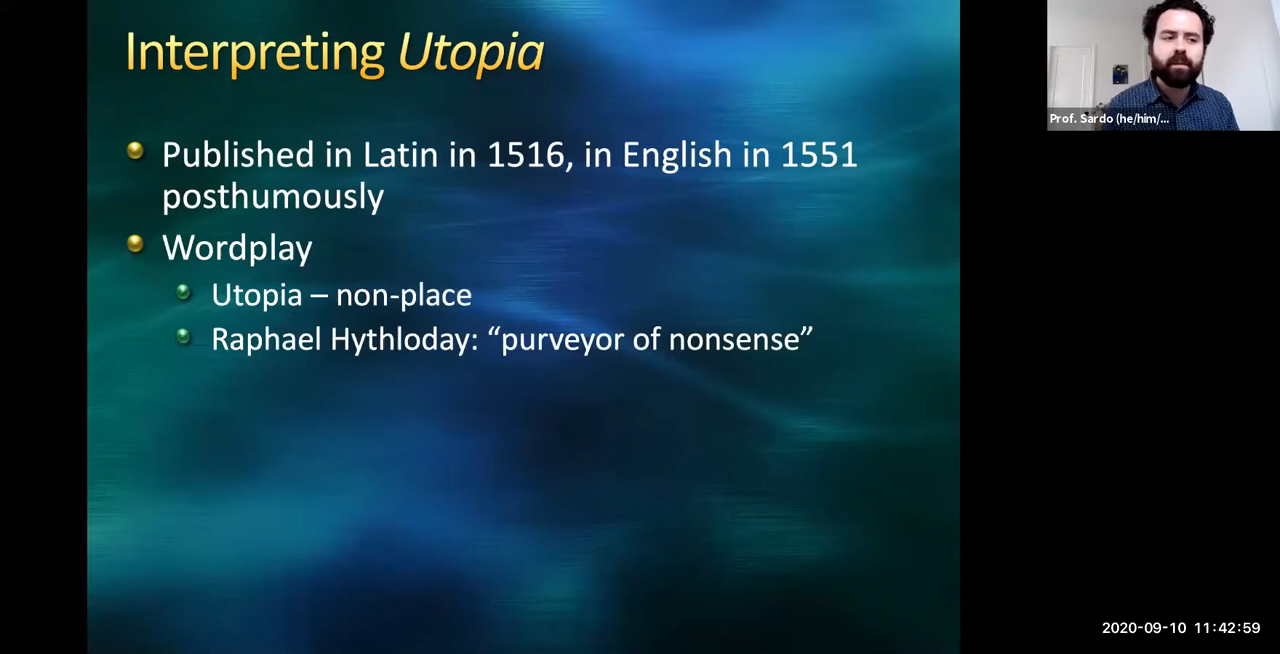 Interpreting Utopia
Published in Latin in 1516, in English in 1551
posthumously
Wordplay
Utopia – non-place
Raphael Hythloday: “purveyor of nonsense”
Prof. Sardo (he/him/...
2020-09-10 11:42:59